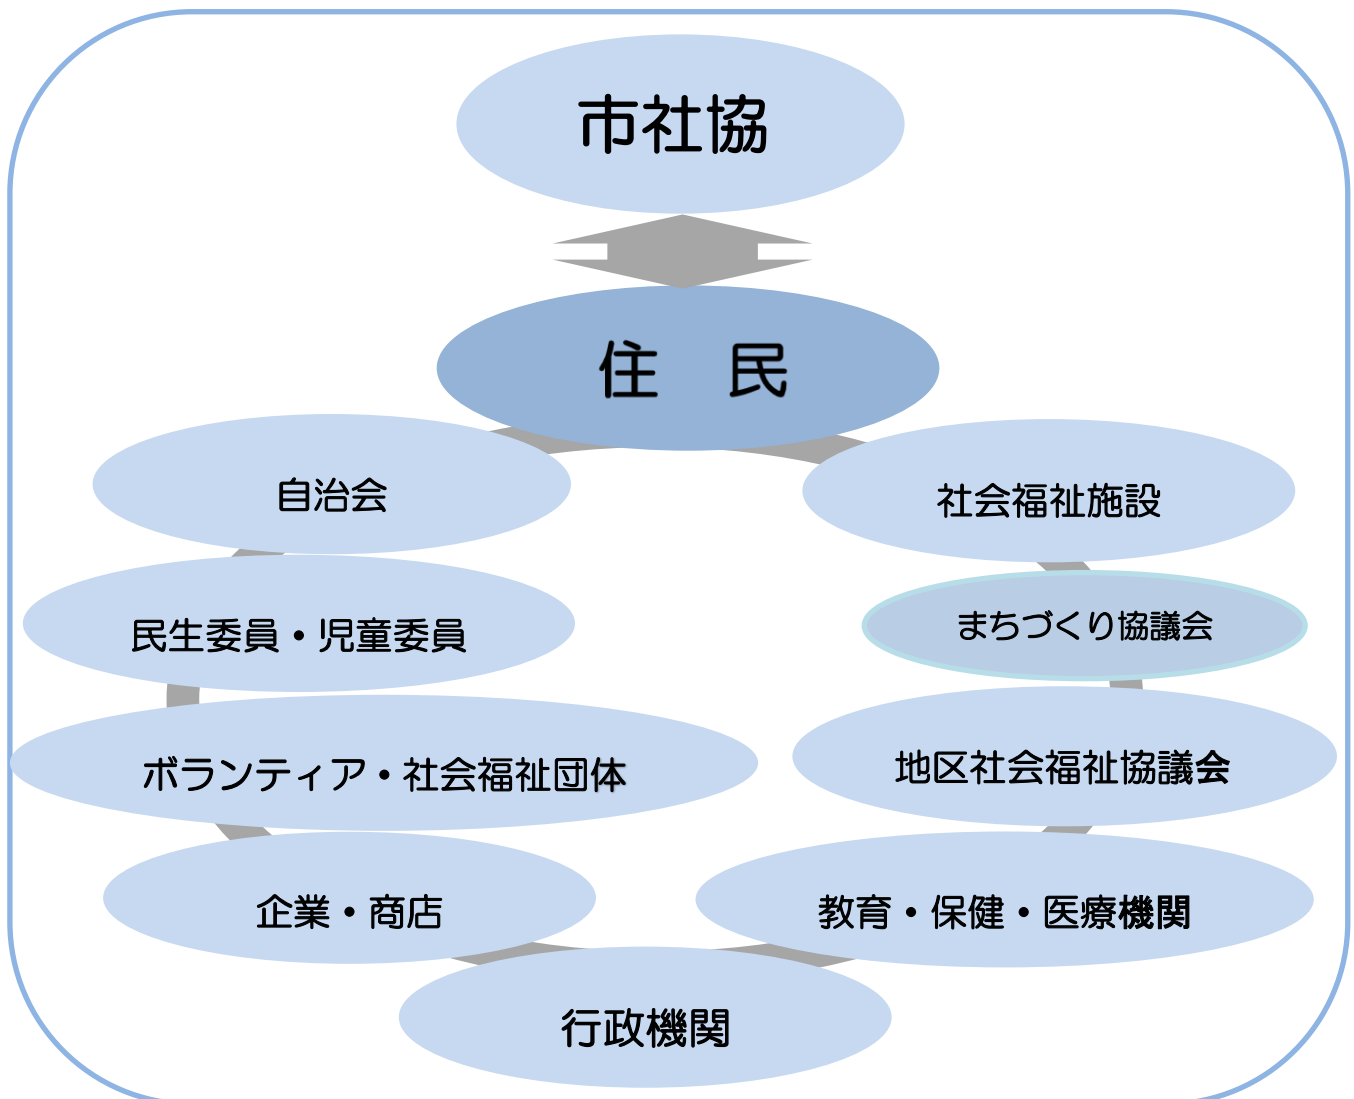 市社協
住　民
自治会
社会福祉施設
民生委員・児童委員
まちづくり協議会
ボランティア・社会福祉団体
地区社会福祉協議会
企業・商店
教育・保健・医療機関
行政機関